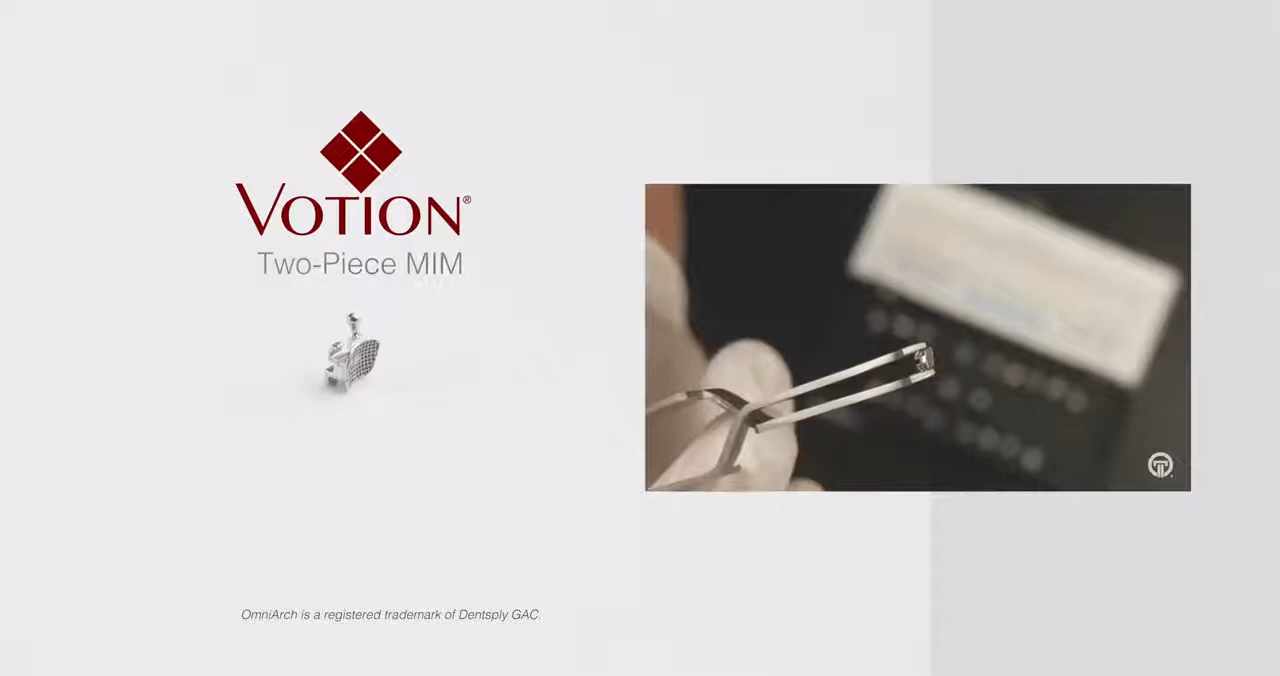 VOTION®
Two-Piece MIM
OmniArch is a registered trademark of Dentsply GAC.